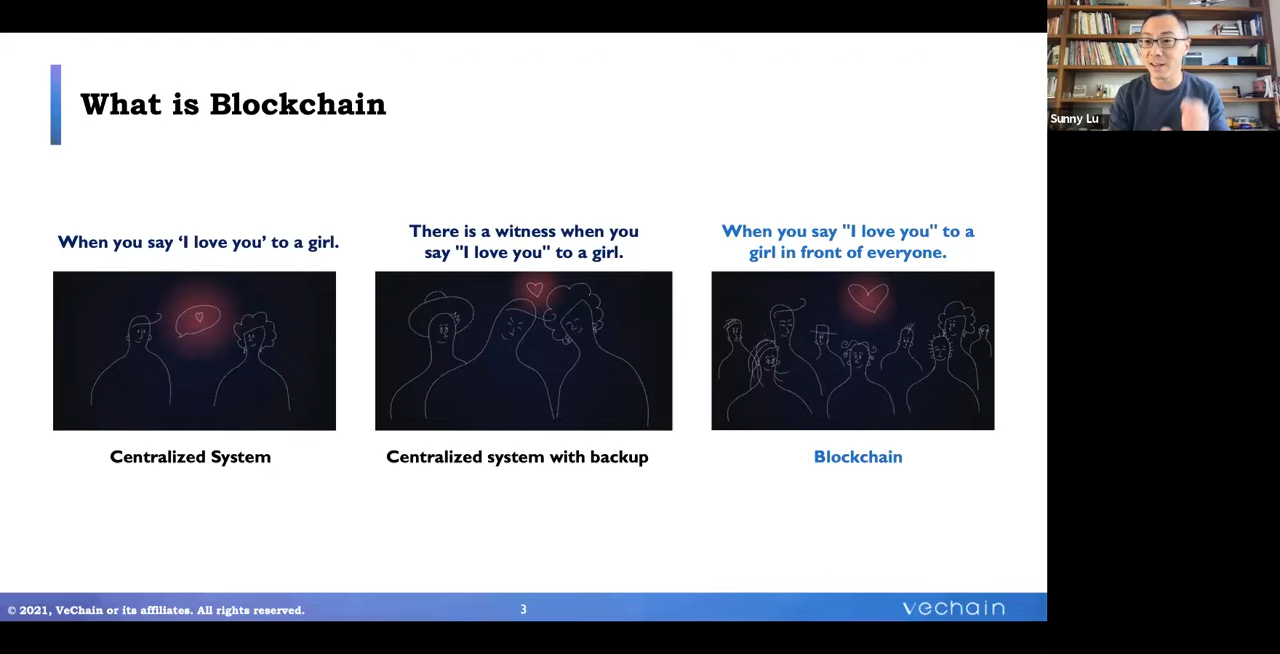 Sunny Lu
What is Blockchain
When you say ‘I love you’ to a girl.
Centralized System
There is a witness when you
say "I love you" to a girl.
Centralized system with backup
When you say "I love you" to a
girl in front of everyone.
Blockchain
© 2021, VeChain or its affiliates. All rights reserved.
3
vechain